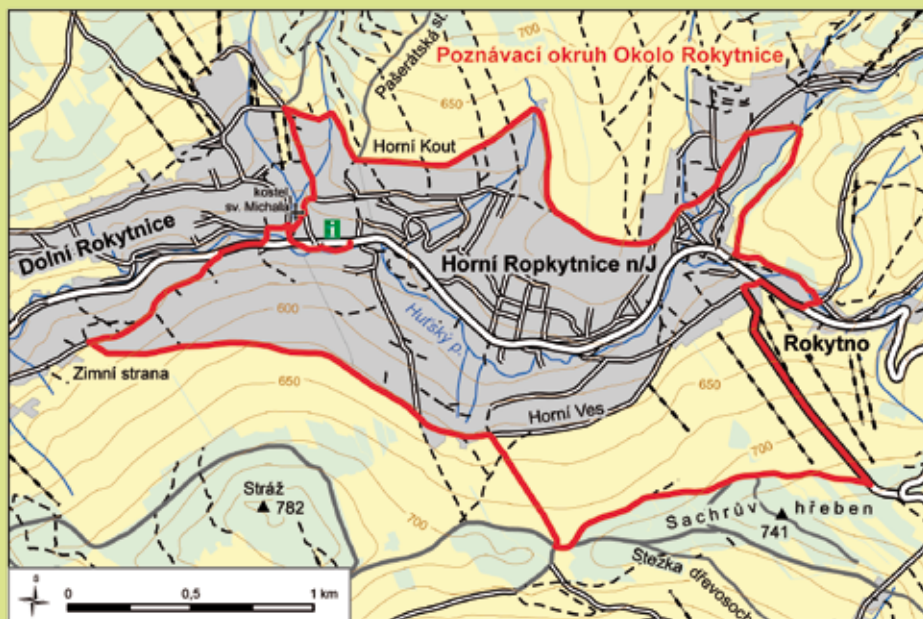 Poznávací okruh Okolo Rokytnice
Pašerátská st.
700
650
Horní Kout
kostel
sv. Michala
i
Dolní Rokytnice
Horní Ropkytnice n/J
Huťský p.
600
Rokytno
Zimní strana
650
Horní Ves
650
700
Stráž
782
700
Sachrův hřeben
741
Stezka dřevosoch
700
s
0 0,5 1 km